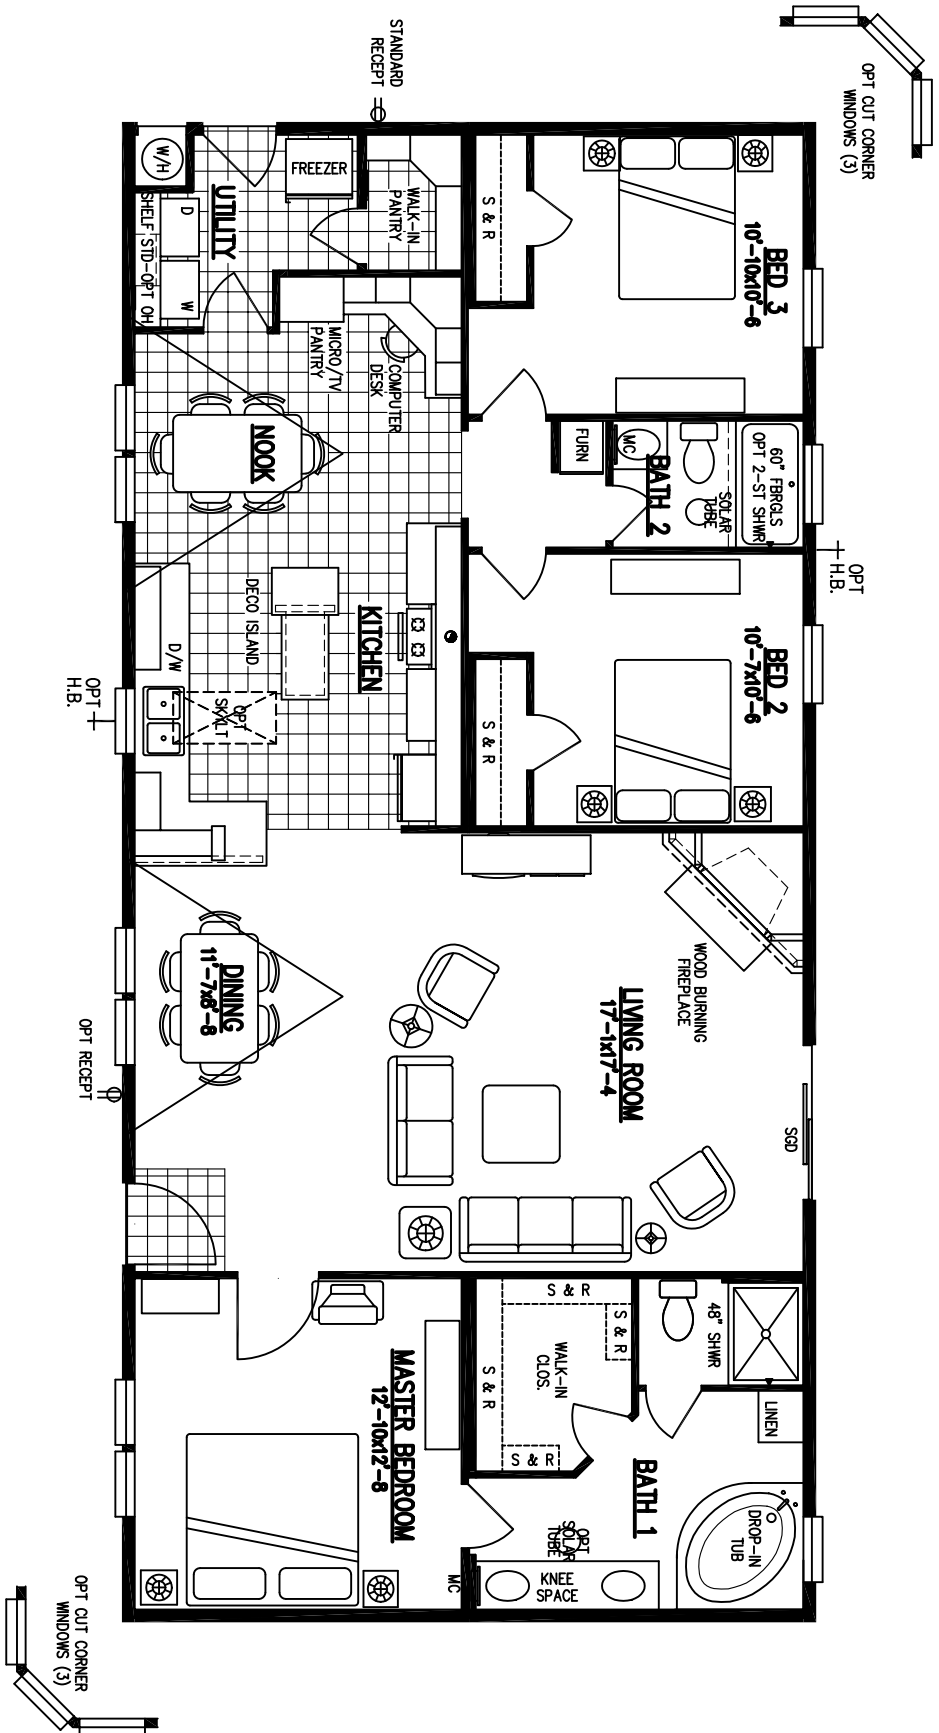 OPT CUT CORNER
WINDOWS (3)
STANDARD
RECEPT
W/H
FREEZER
UTILITY
D
W
SHELF STD-OPT OH
WALK-IN
PANTRY
MICRO/TV
PANTRY
COMPUTER
DESK
S & R
BED 3
10'-10x10'-6
NOOK
FURN
MC
BATH 2
SOLAR
TUBE
60" FBRGLS
OPT 2-ST SHWR
OPT
H.B.
KITCHEN
DECO ISLAND
D/W
OPT
SKYLT
OPT
H.B.
BED 2
10'-7x10'-6
S & R
WOOD BURNING
FIREPLACE
LIVING ROOM
17'-1x17'-4
DINING
11'-7x8'-8
OPT RECEPT
SGD
MASTER BEDROOM
12'-10x12'-8
S & R
S & R
WALK-IN
CLOS.
S & R
S & R
48" SHWR
LINEN
BATH 1
DROP-IN
TUB
OPT
SOLAR
TUBE
MC
KNEE
SPACE
OPT CUT CORNER
WINDOWS (3)